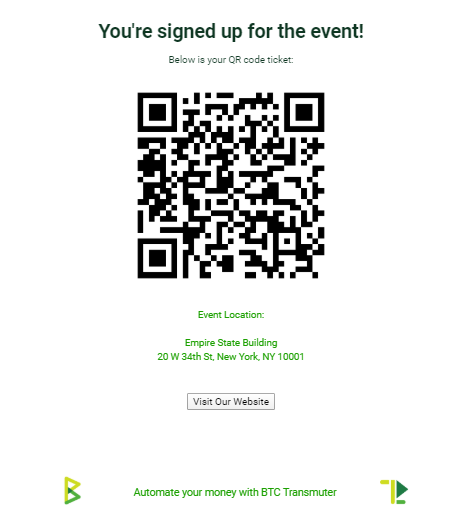 You're signed up for the event!
Below is your QR code ticket:
Event Location:
Empire State Building
20 W 34th St, New York, NY 10001
Visit Our Website
Automate your money with BTC Transmuter